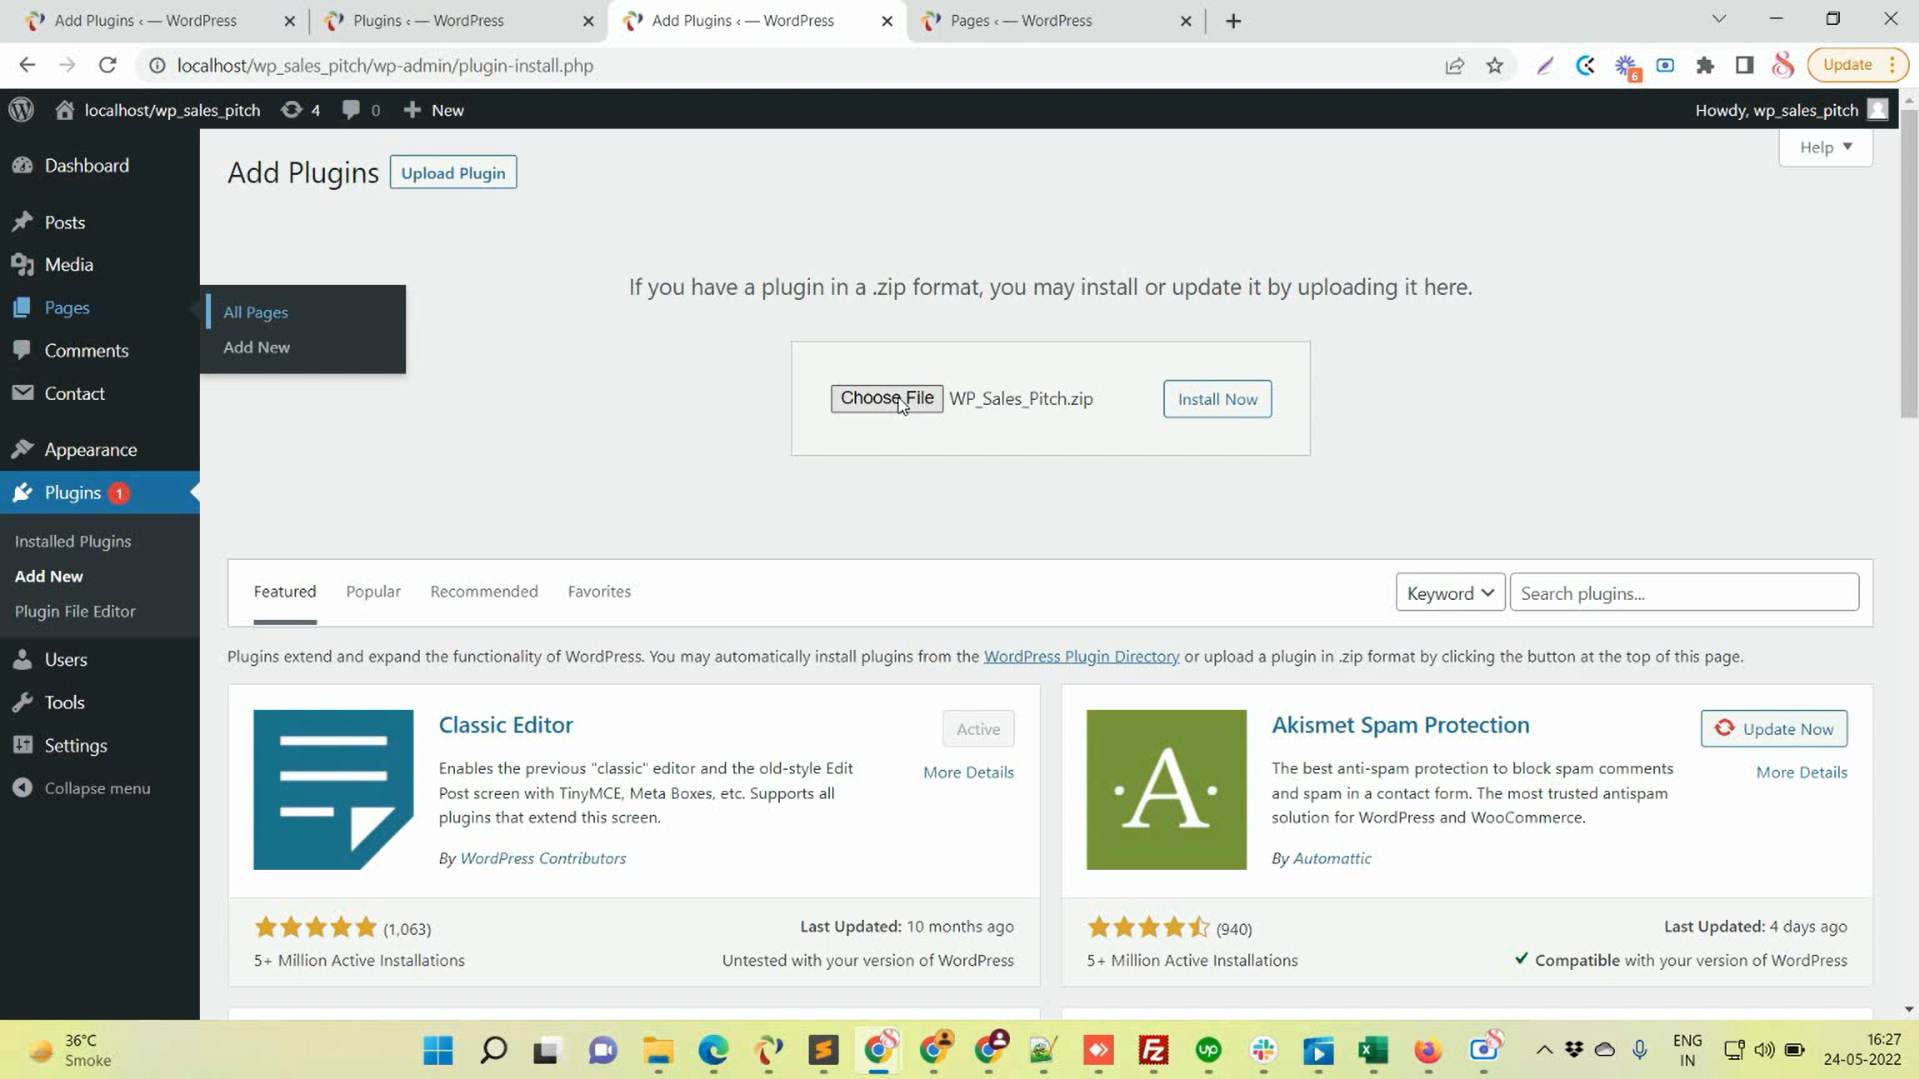 Add Plugins ‹ — WordPress
Plugins ‹ — WordPress
Add Plugins ‹ — WordPress
Pages ‹ — WordPress
localhost/wp_sales_pitch/wp-admin/plugin-install.php
6
Update
localhost/wp_sales_pitch
4
0
New
Howdy, wp_sales_pitch
Dashboard
Posts
Media
Pages
Comments
Contact
Appearance
Plugins 1
Installed Plugins
Add New
Plugin File Editor
Users
Tools
Settings
Collapse menu
All Pages
Add New
Add Plugins
Upload Plugin
Help
If you have a plugin in a .zip format, you may install or update it by uploading it here.
Choose File WP_Sales_Pitch.zip
Install Now
Featured
Popular
Recommended
Favorites
Keyword
Search plugins...
Plugins extend and expand the functionality of WordPress. You may automatically install plugins from the WordPress Plugin Directory or upload a plugin in .zip format by clicking the button at the top of this page.
Classic Editor
Active
More Details
Enables the previous "classic" editor and the old-style Edit
Post screen with TinyMCE, Meta Boxes, etc. Supports all
plugins that extend this screen.
By WordPress Contributors
(1,063)
5+ Million Active Installations
Last Updated: 10 months ago
Untested with your version of WordPress
·A·
Akismet Spam Protection
Update Now
More Details
The best anti-spam protection to block spam comments
and spam in a contact form. The most trusted antispam
solution for WordPress and WooCommerce.
By Automattic
(940)
5+ Million Active Installations
Last Updated: 4 days ago
Compatible with your version of WordPress
36°C
Smoke
ENG
IN
16:27
24-05-2022